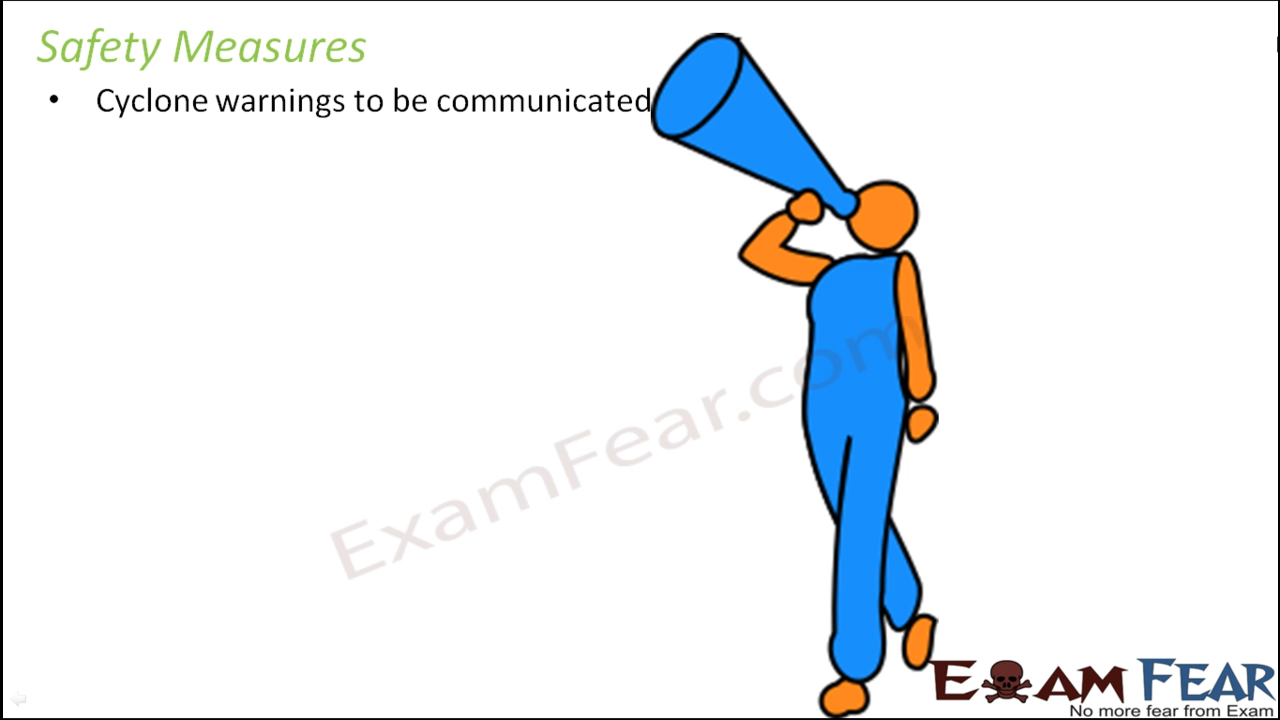 Safety Measures
• Cyclone warnings to be communicated
ExamFear.com
EXAM FEAR
No more fear from Exam